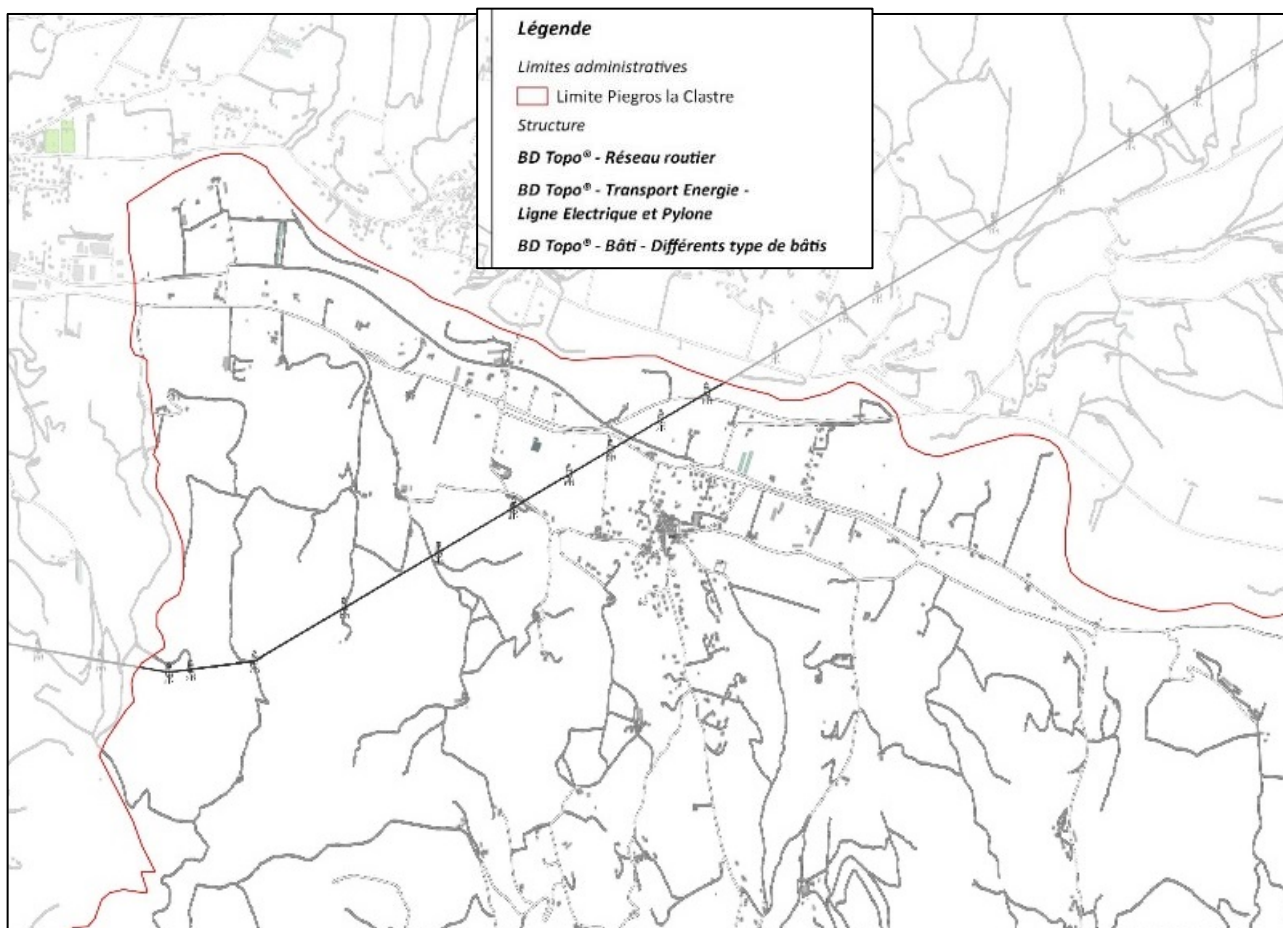 Légende
Limites administratives
Limite Piegros la Clastre
Structure
BD Topo® - Réseau routier
BD Topo® - Transport Energie -
Ligne Electrique et Pylone
BD Topo® - Bâti - Différents type de bâtis